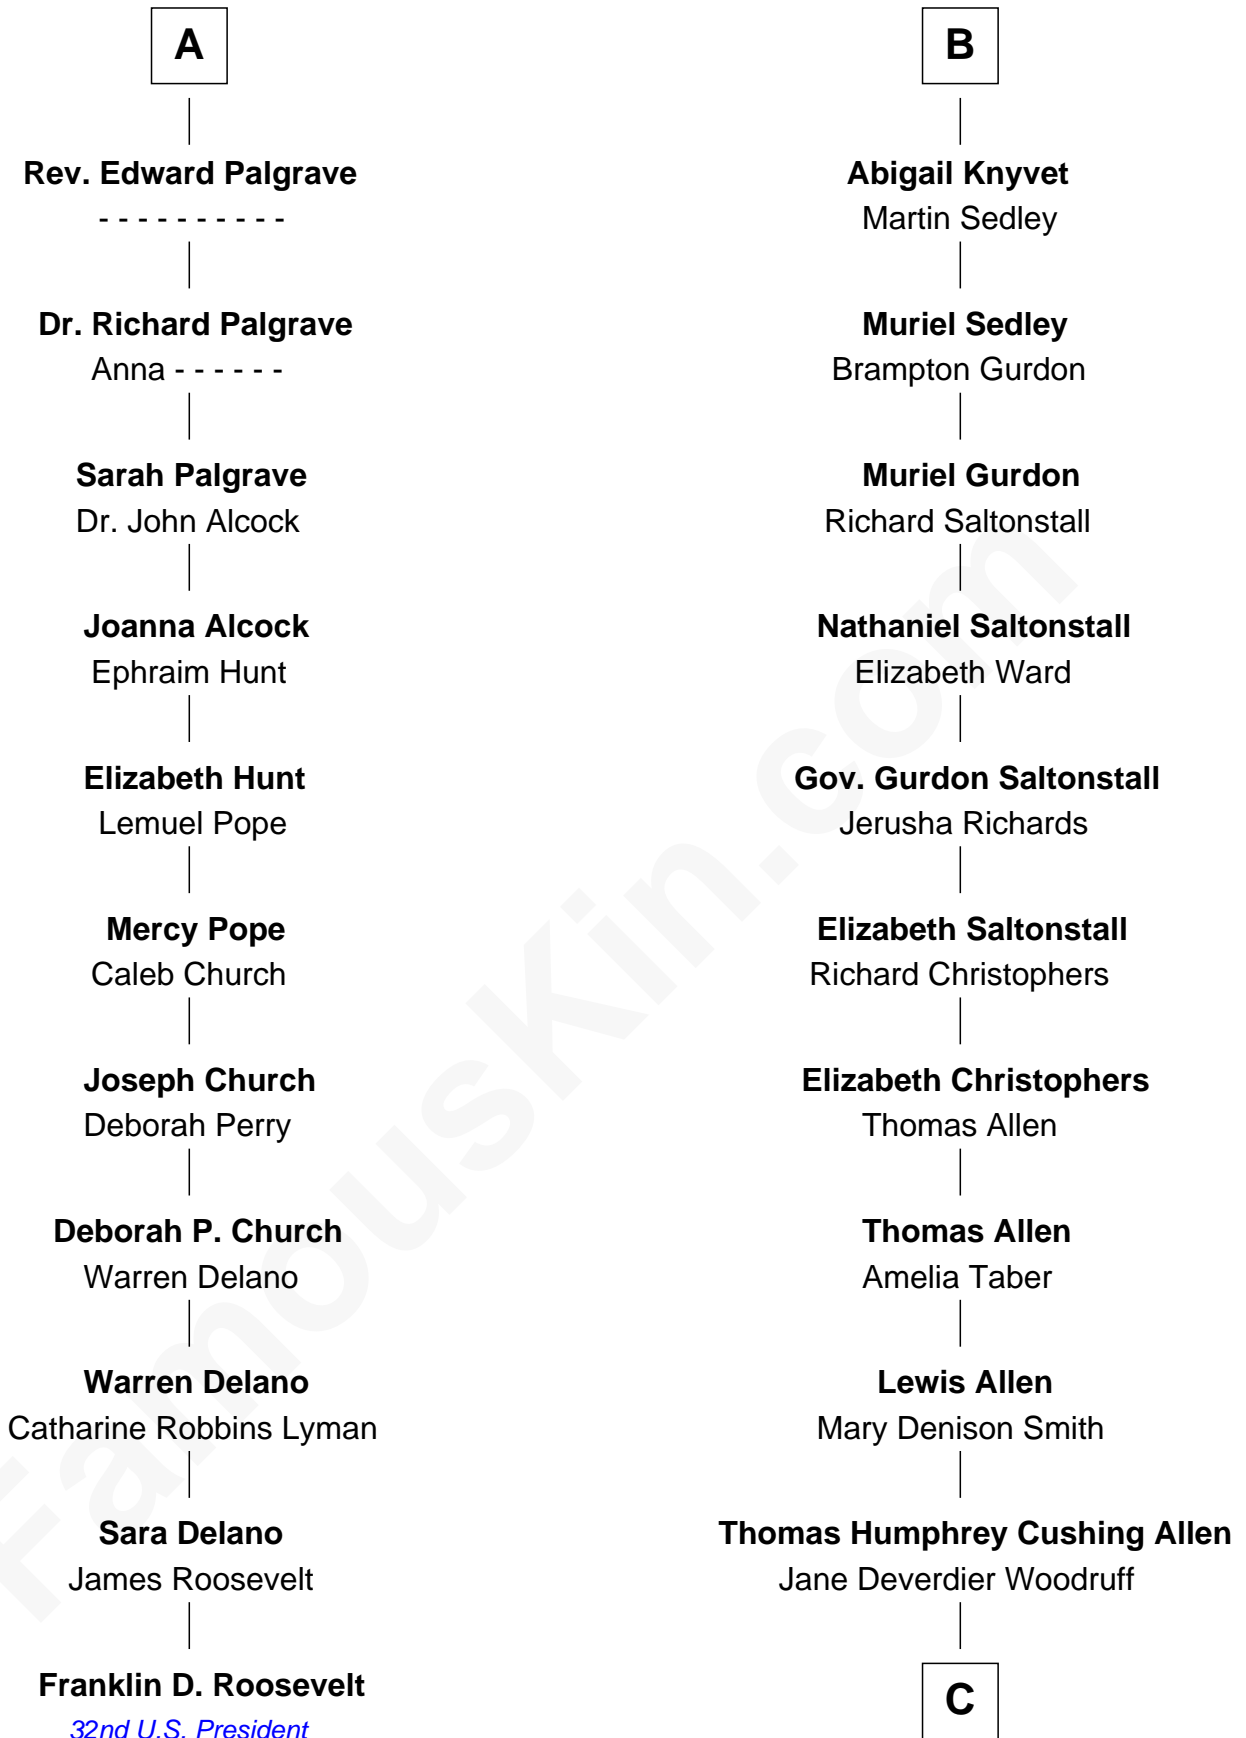 A
Rev. Edward Palgrave
- - - - - - - - - -
Dr. Richard Palgrave
Anna - - - - - -
Sarah Palgrave
Dr. John Alcock
Joanna Alcock
Ephraim Hunt
Elizabeth Hunt
Lemuel Pope
Mercy Pope
Caleb Church
Joseph Church
Deborah Perry
Deborah P. Church
Warren Delano
Warren Delano
Catharine Robbins Lyman
Sara Delano
James Roosevelt
Franklin D. Roosevelt
32nd U.S. President
B
Abigail Knyvet
Martin Sedley
Muriel Sedley
Brampton Gurdon
Muriel Gurdon
Richard Saltonstall
Nathaniel Saltonstall
Elizabeth Ward
Gov. Gurdon Saltonstall
Jerusha Richards
Elizabeth Saltonstall
Richard Christophers
Elizabeth Christophers
Thomas Allen
Thomas Allen
Amelia Taber
Lewis Allen
Mary Denison Smith
Thomas Humphrey Cushing Allen
Jane Deverdier Woodruff
C
FamousKin.com